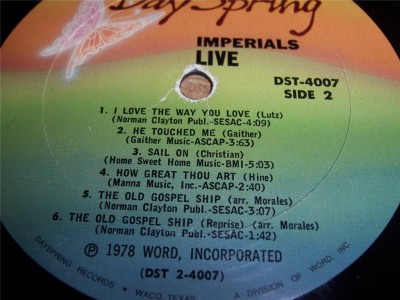 DaySpring
IMPERIALS
LIVE
DST-4007
SIDE 2
1. I LOVE THE WAY YOU LOVE (Lutz)
(Norman Clayton Publ.-SESAC-4:09)
2. HE TOUCHED ME (Gaither)
(Gaither Music-ASCAP-3:63)
3. SAIL ON (Christian)
(Home Sweet Home Music-BMI-5:03)
4. HOW GREAT THOU ART (Hine)
(Manna Music, Inc.-ASCAP-2:40)
5. THE OLD GOSPEL SHIP (arr. Morales)
(Norman Clayton Publ.-SESAC-3:07)
6. THE OLD GOSPEL SHIP (Reprise) (arr. Morales)
(Norman Clayton Publ.-SESAC-1:42)
Ⓟ 1978 WORD, INCORPORATED
(DST 2-4007)
DAYSPRING RECORDS • WACO, TEXAS • A DIVISION OF WORD, INC.